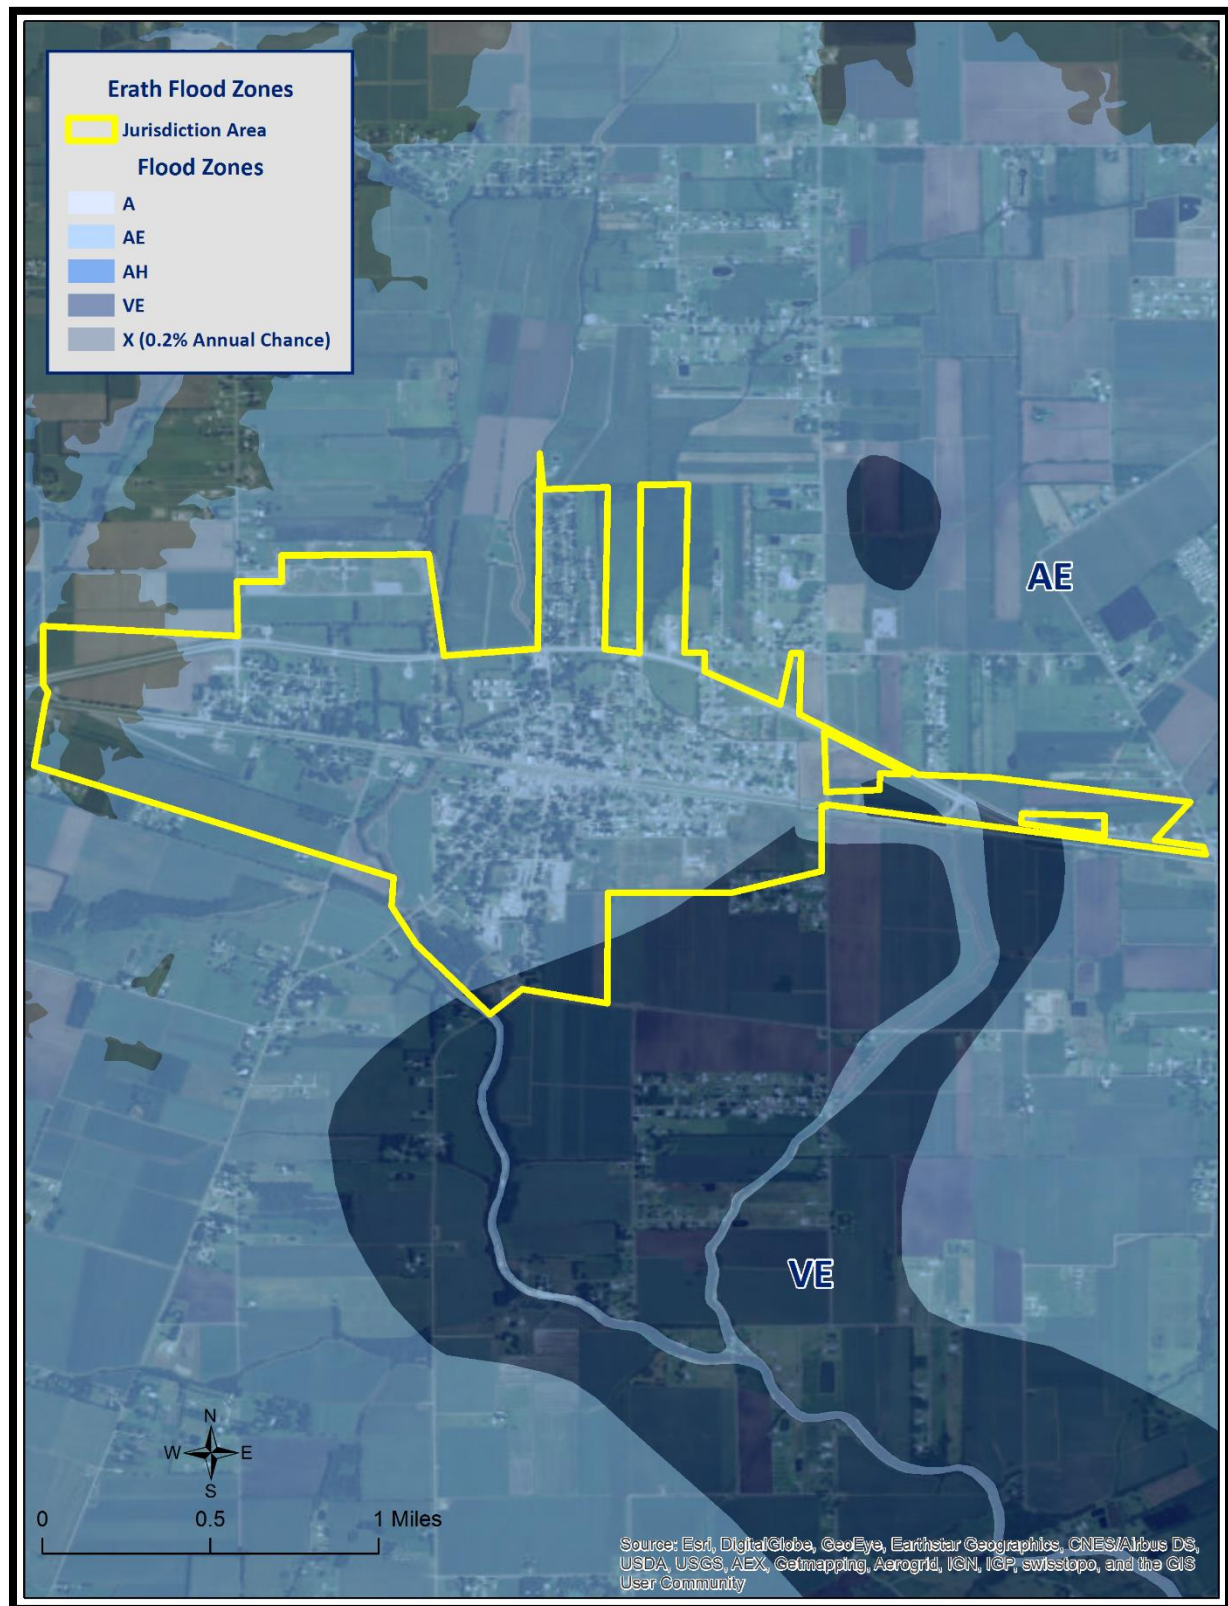 Erath Flood Zones
Jurisdiction Area
Flood Zones
A
AE
AH
VE
X (0.2% Annual Chance)
AE
VE
N
W E
S
0 0.5 1 Miles
Source: Esri, DigitalGlobe, GeoEye, Earthstar Geographics, CNES/Airbus DS,
USDA, USGS, AEX, Getmapping, Aerogrid, IGN, IGP, swisstopo, and the GIS
User Community